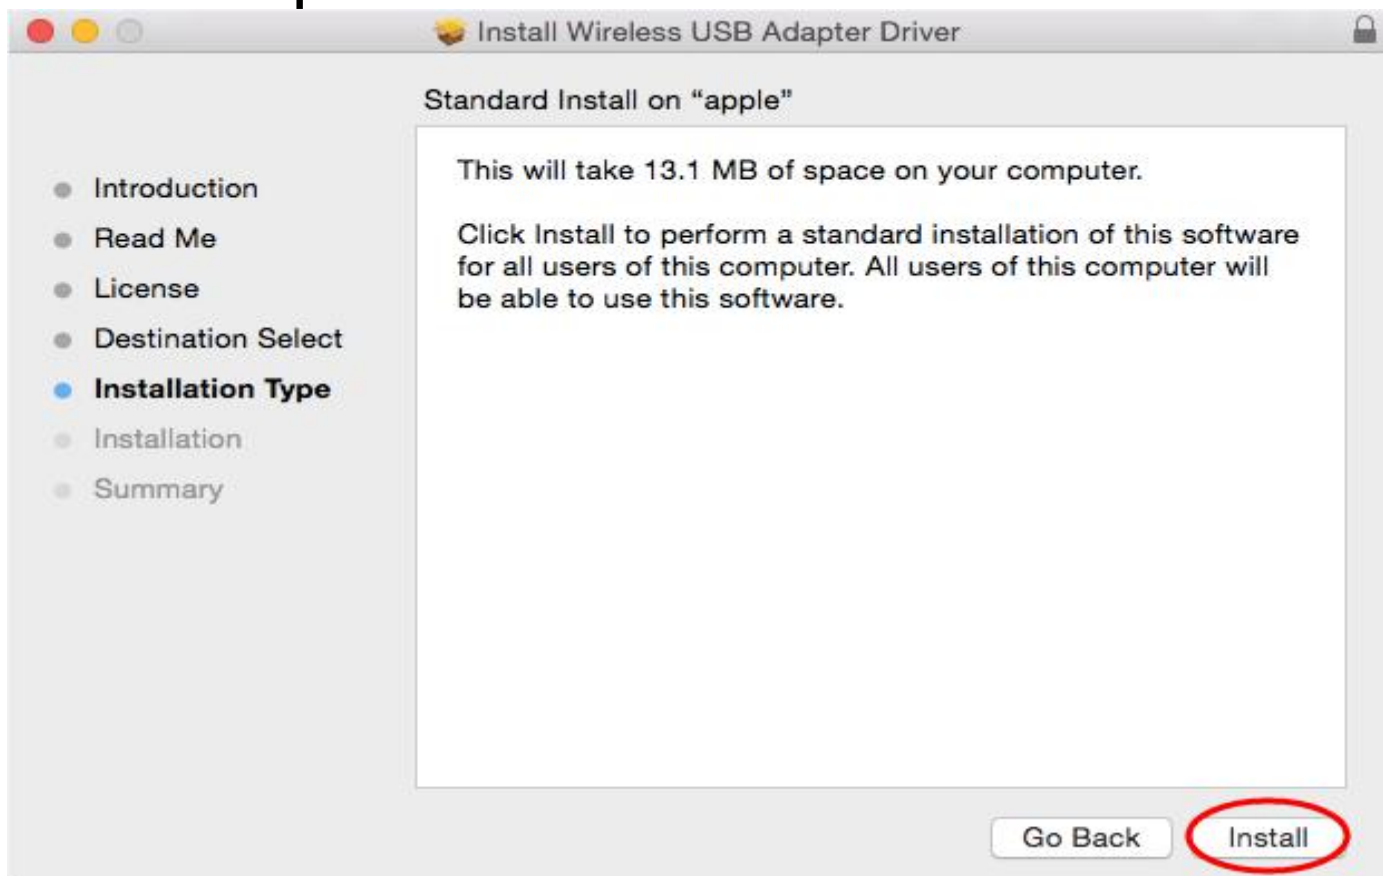 Install Wireless USB Adapter Driver
Standard Install on “apple”
Introduction
Read Me
License
Destination Select
Installation Type
Installation
Summary
This will take 13.1 MB of space on your computer.
Click Install to perform a standard installation of this software
for all users of this computer. All users of this computer will
be able to use this software.
Go Back
Install